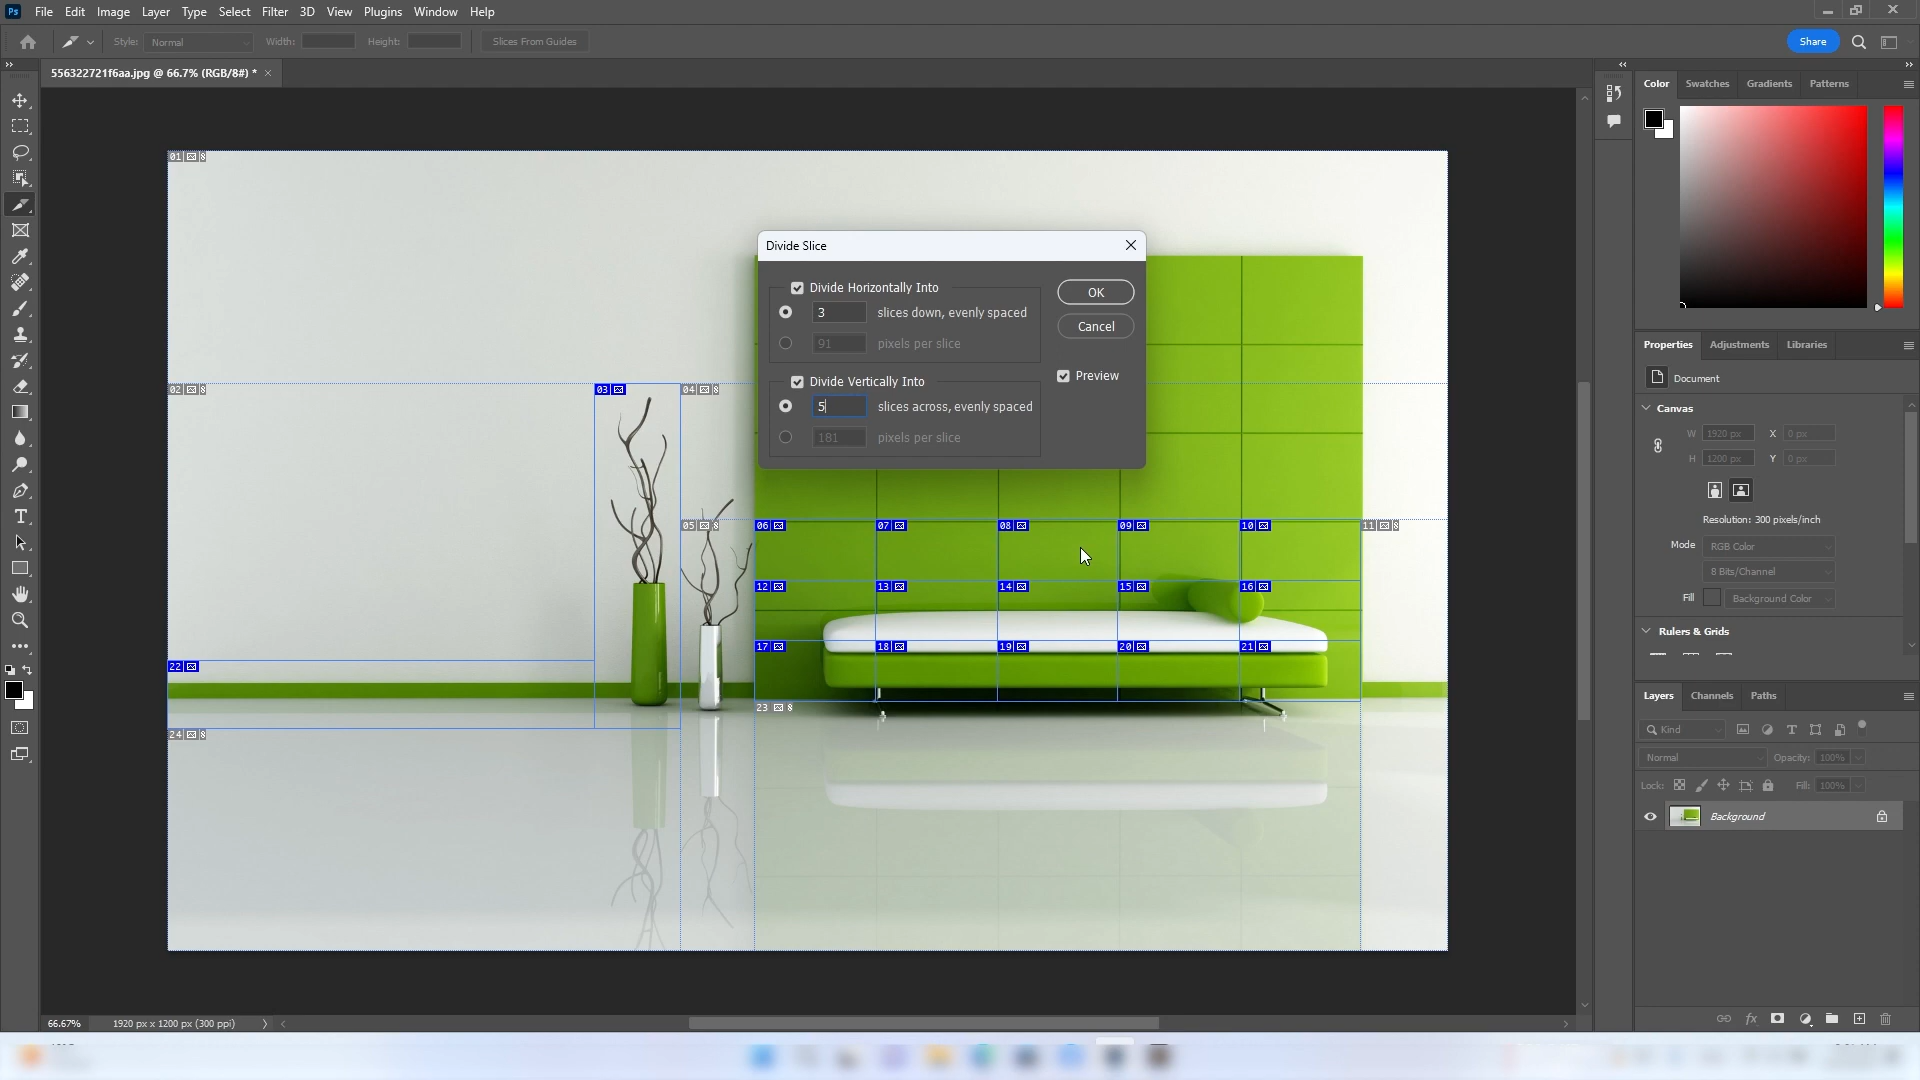 Ps File Edit Image Layer Type Select Filter 3D View Plugins Window Help
Style: Normal Width: Height: Slices From Guides Share
556322721f6aa.jpg @ 66.7% (RGB/8#) * ×
01
02 03 04
Divide Slice
Divide Horizontally Into
3 slices down, evenly spaced
91 pixels per slice
Divide Vertically Into
5 slices across, evenly spaced
181 pixels per slice
OK
Cancel
Preview
05 06 07 08 09 10 11
12 13 14 15 16
17 18 19 20 21
22
23
24
Color Swatches Gradients Patterns
Properties Adjustments Libraries
Document
Canvas
W 1920 px X 0 px
H 1200 px Y 0 px
Resolution: 300 pixels/inch
Mode RGB Color
8 Bits/Channel
Fill Background Color
Rulers & Grids
Layers Channels Paths
Kind
Normal Opacity: 100%
Lock: Fill: 100%
Background
fx
66.67% 1920 px x 1200 px (300 ppi)